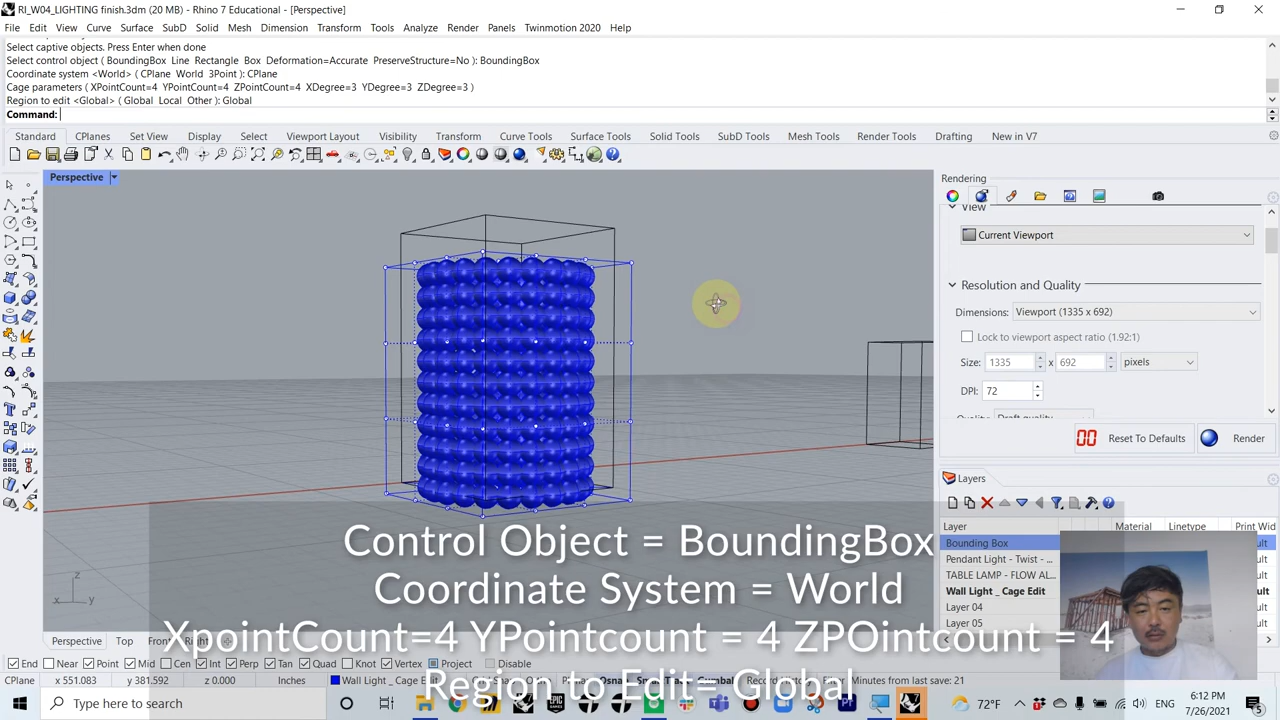 RI_W04_LIGHTING finish.3dm (20 MB) - Rhino 7 Educational - [Perspective]
File Edit View Curve Surface SubD Solid Mesh Dimension Transform Tools Analyze Render Panels Twinmotion 2020 Help
Select captive objects. Press Enter when done
Select control object ( BoundingBox Line Rectangle Box Deformation=Accurate PreserveStructure=No ): BoundingBox
Coordinate system <World> ( CPlane World 3Point ): CPlane
Cage parameters ( XPointCount=4 YPointCount=4 ZPointCount=4 XDegree=3 YDegree=3 ZDegree=3 )
Region to edit <Global> ( Global Local Other ): Global
Command:
Standard CPlanes Set View Display Select Viewport Layout Visibility Transform Curve Tools Surface Tools Solid Tools SubD Tools Mesh Tools Render Tools Drafting New in V7
Perspective
Rendering
View
Current Viewport
Resolution and Quality
Dimensions: Viewport (1335 x 692)
Lock to viewport aspect ratio (1.92:1)
Size: 1335 x 692 pixels
DPI: 72
Quality: Draft quality
Reset To Defaults Render
Layers
Layer Material Linetype Print Wid
Bounding Box
Pendant Light - Twist - ...
TABLE LAMP - FLOW AL...
Wall Light _ Cage Edit
Layer 04
Layer 05
Control Object = BoundingBox
Coordinate System = World
XpointCount=4 YPointcount = 4 ZPOintcount = 4
Region to Edit= Global
z
x y
Perspective Top Front Right
End Near Point Mid Cen Int Perp Tan Quad Knot Vertex Project Disable
CPlane x 551.083 y 381.592 z 0.000 Inches Wall Light _ Cage Edit Minutes from last save: 21
Type here to search
72°F ENG 6:12 PM
7/26/2021